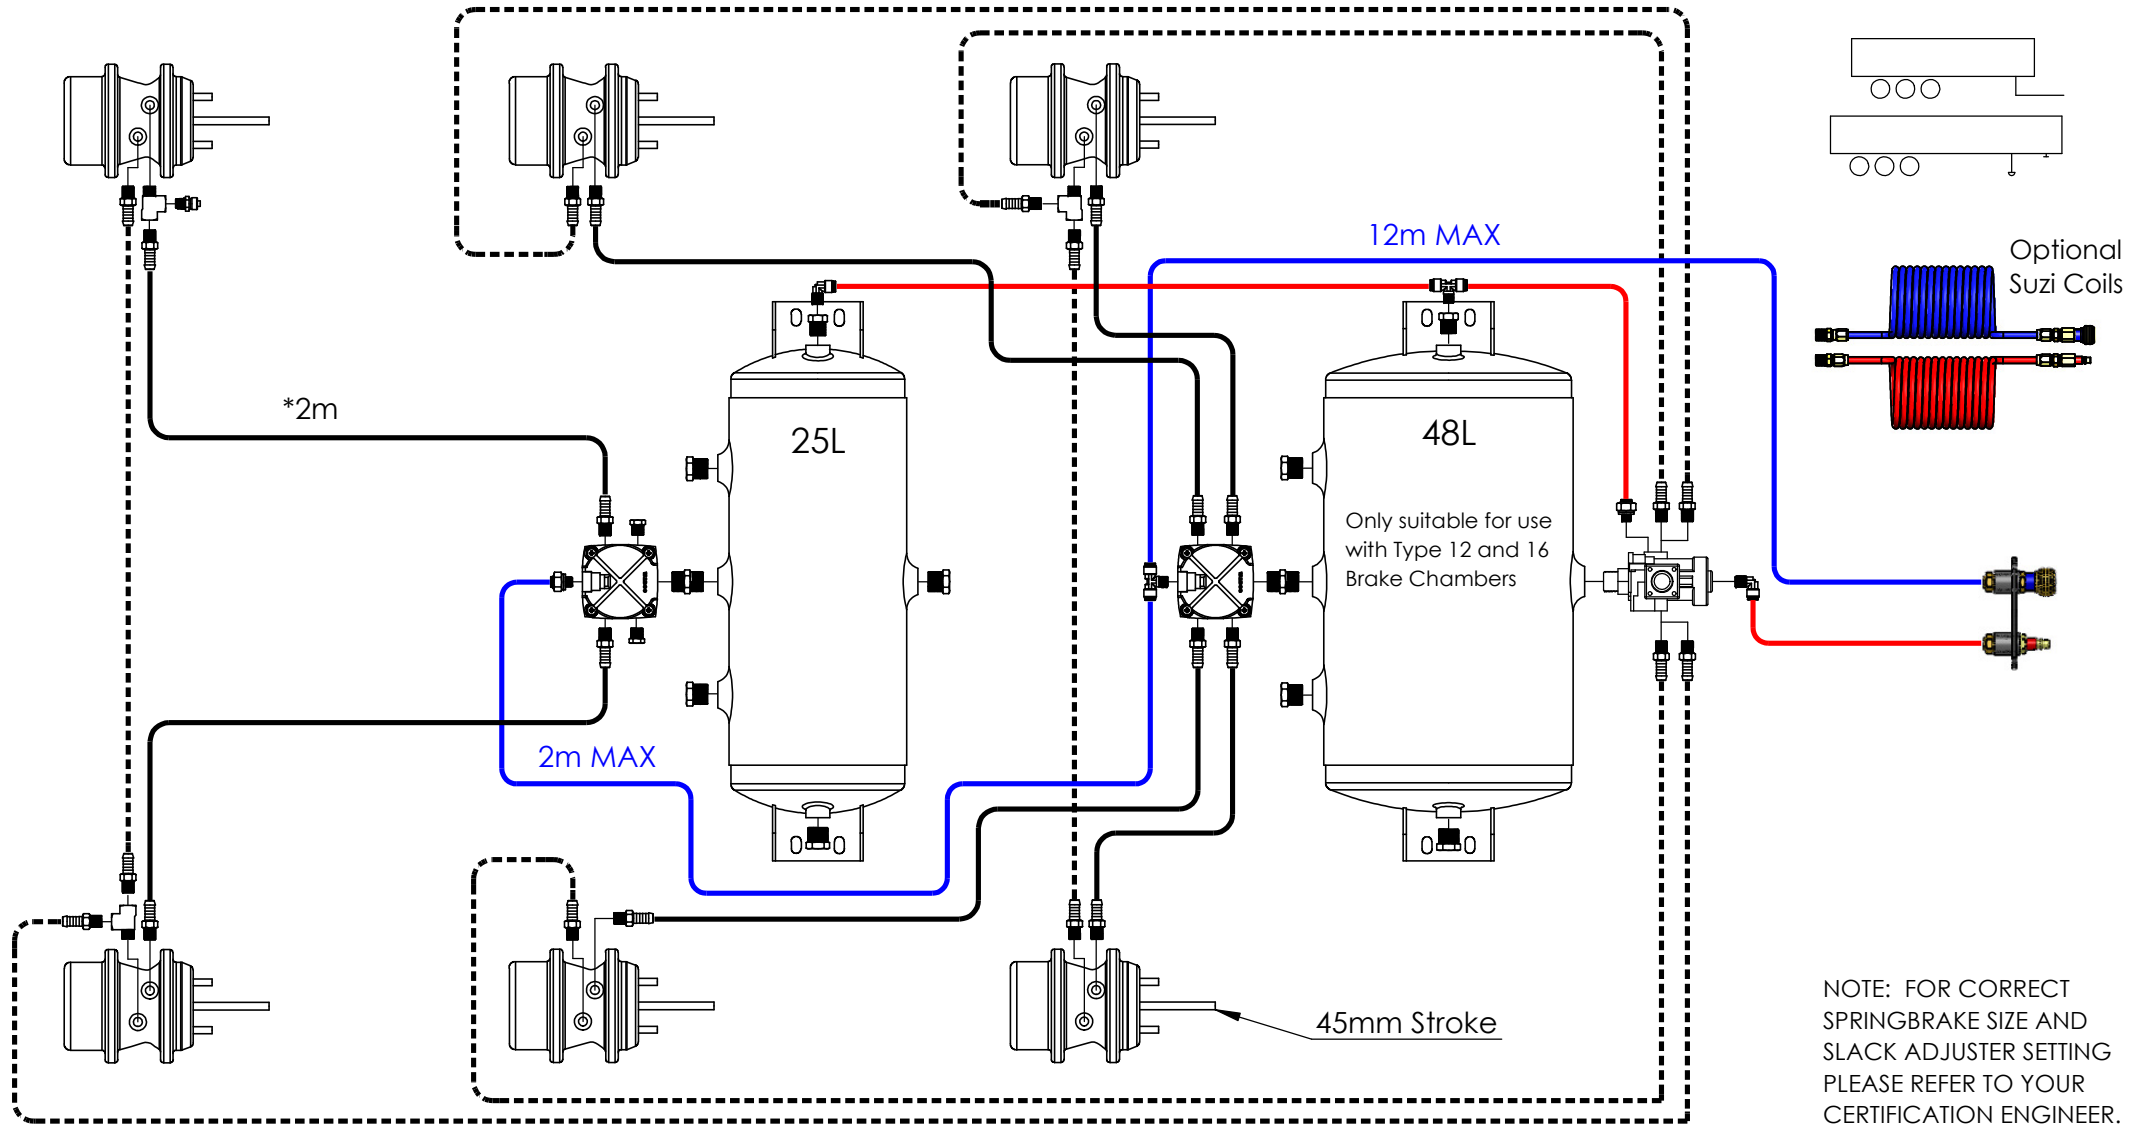 12m MAX
Optional
Suzi Coils
*2m
25L
48L
Only suitable for use
with Type 12 and 16
Brake Chambers
2m MAX
45mm Stroke
NOTE: FOR CORRECT
SPRINGBRAKE SIZE AND
SLACK ADJUSTER SETTING
PLEASE REFER TO YOUR
CERTIFICATION ENGINEER.